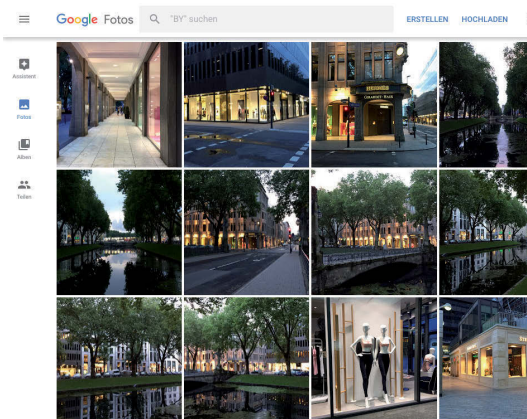 Google Fotos
"BY" suchen
ERSTELLEN
HOCHLADEN
Assistent
Fotos
Alben
Teilen